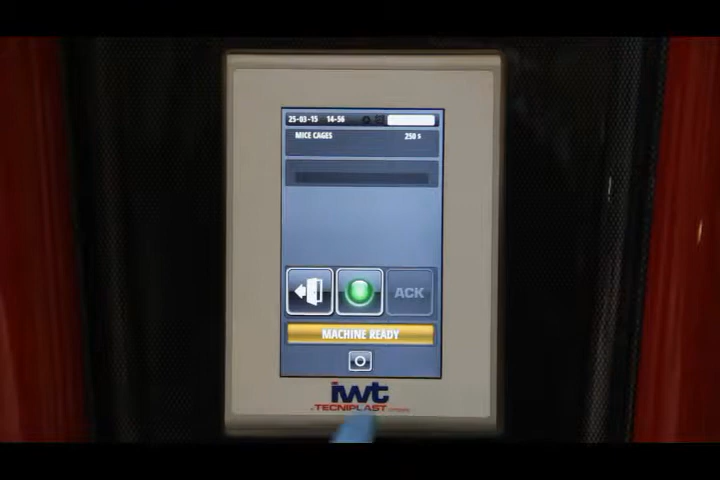 25-03-15 14-56
MICE CAGES 250 s
ACK
MACHINE READY
iwt
TECNIPLAST